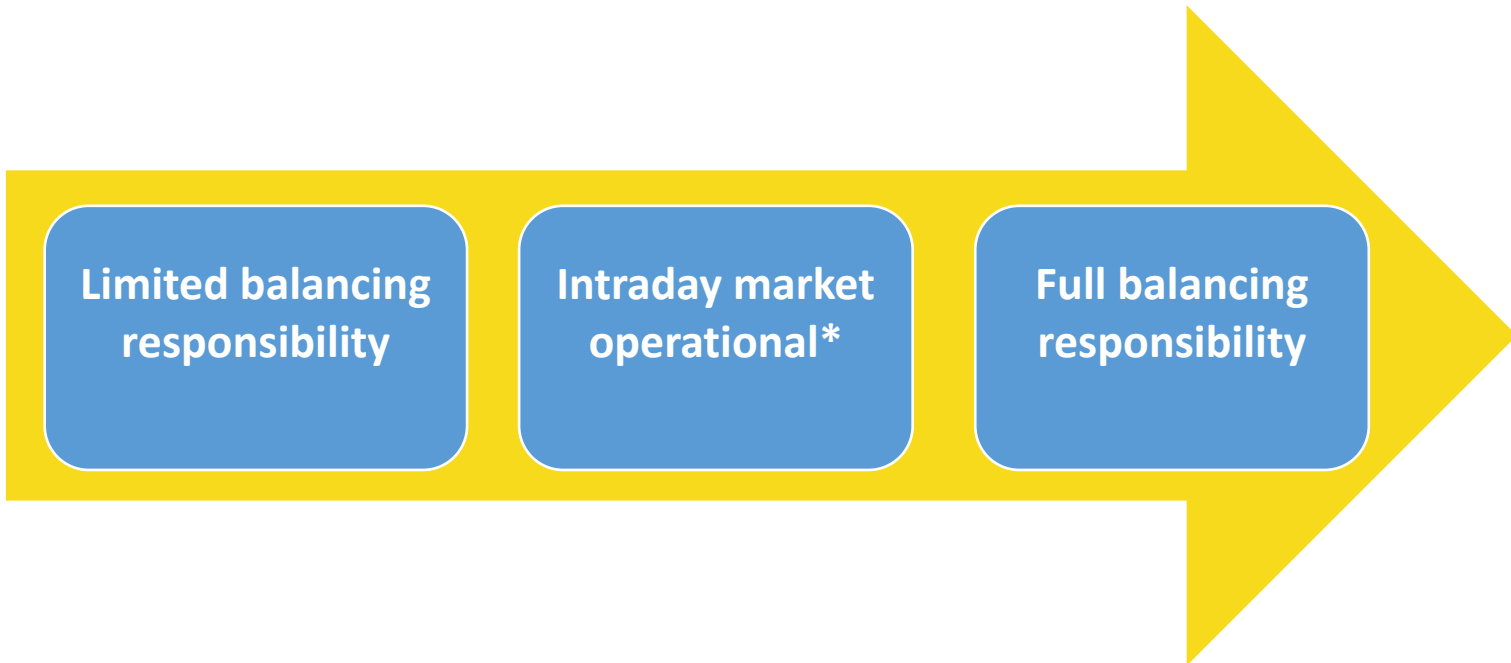 Limited balancing
responsibility
Intraday market
operational*
Full balancing
responsibility